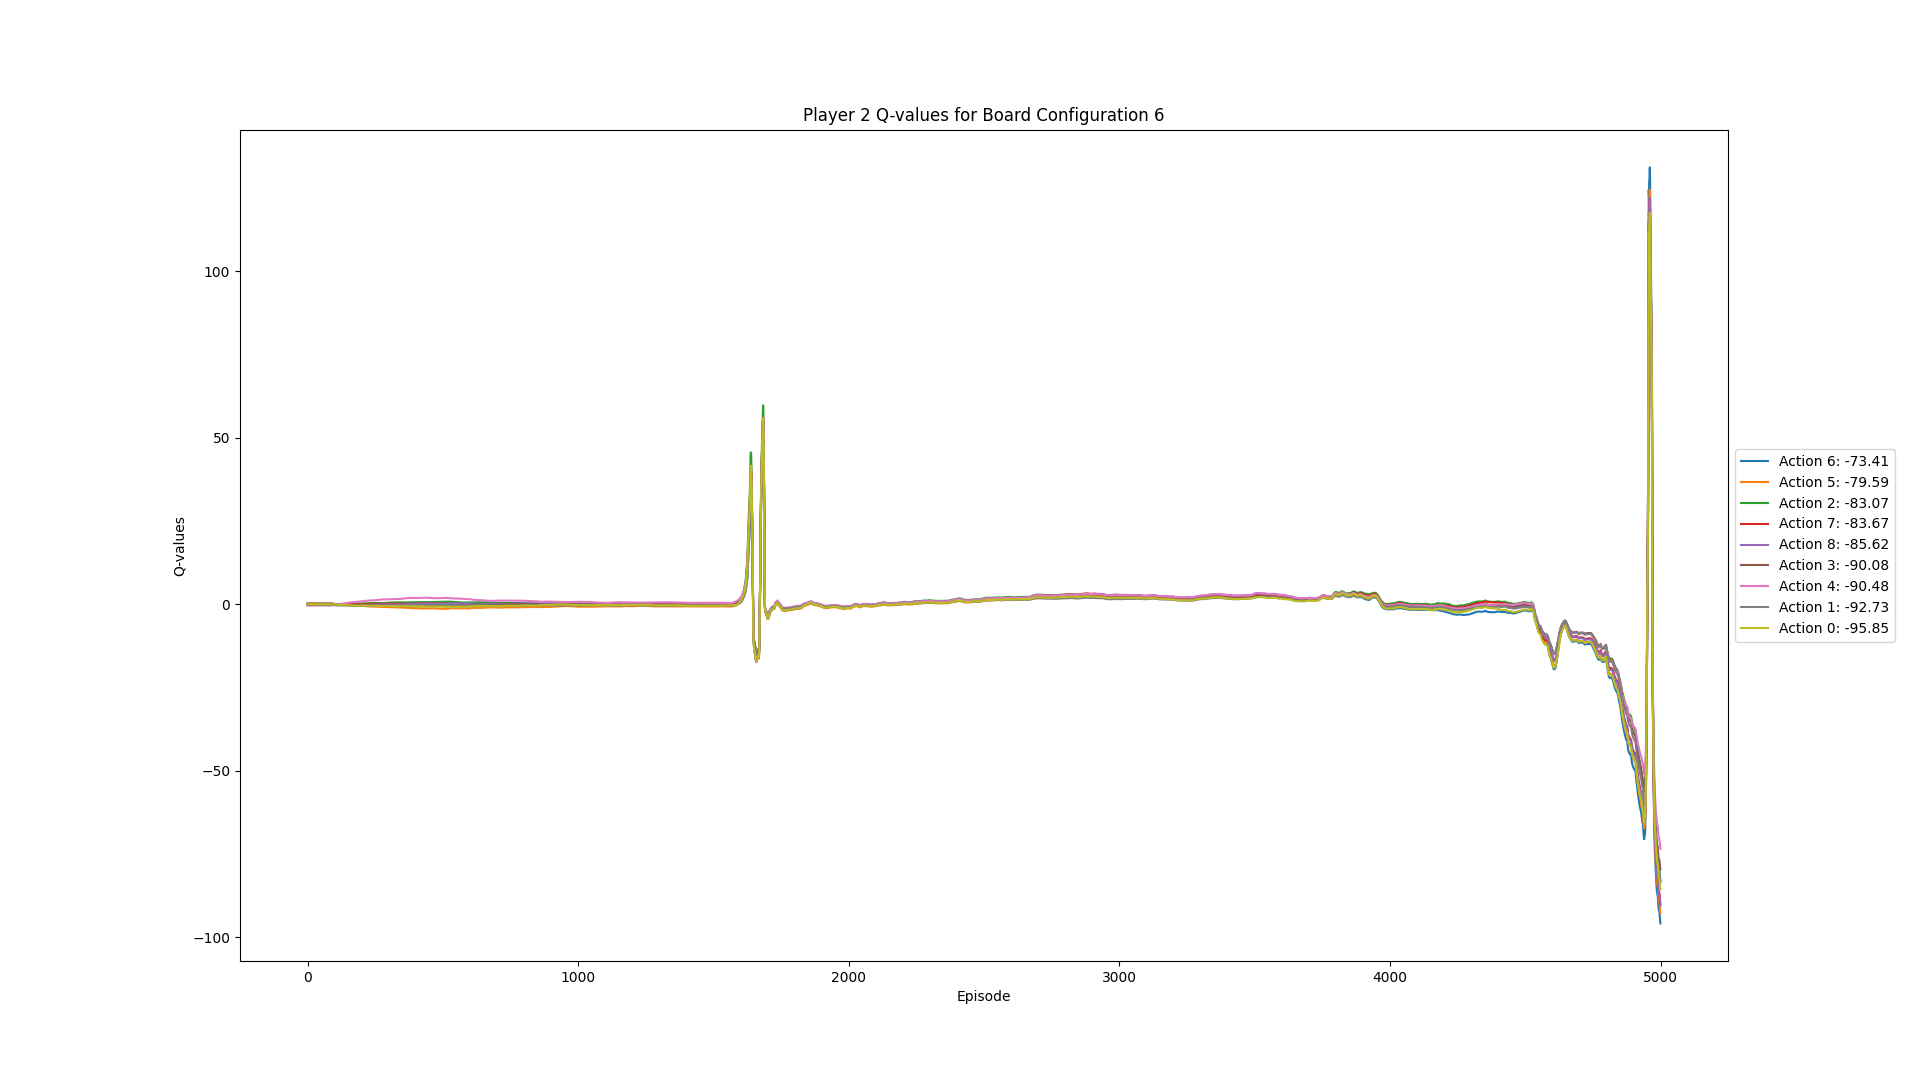 Player 2 Q-values for Board Configuration 6
100
50
0
−50
−100
Q-values
0
1000
2000
3000
4000
5000
Episode
Action 6: -73.41
Action 5: -79.59
Action 2: -83.07
Action 7: -83.67
Action 8: -85.62
Action 3: -90.08
Action 4: -90.48
Action 1: -92.73
Action 0: -95.85